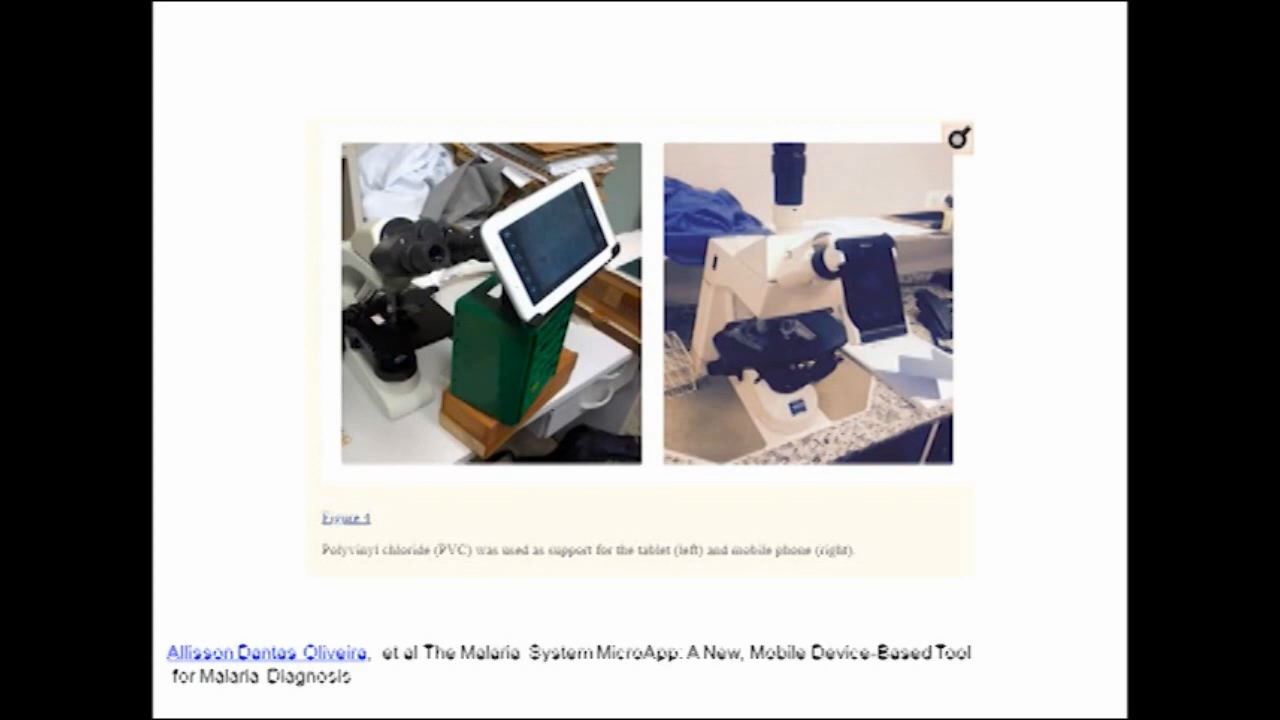 Figure 4
Polyvinyl chloride (PVC) was used as support for the tablet (left) and mobile phone (right).
Allisson Dantas Oliveira, et al The Malaria System MicroApp: A New, Mobile Device-Based Tool
for Malaria Diagnosis